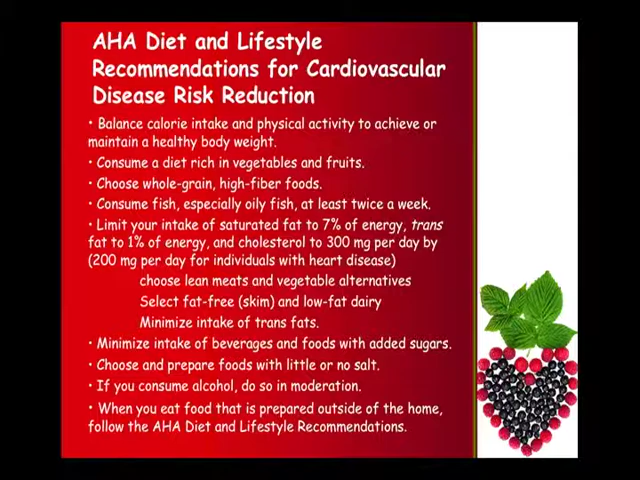 AHA Diet and Lifestyle
Recommendations for Cardiovascular
Disease Risk Reduction
• Balance calorie intake and physical activity to achieve or
maintain a healthy body weight.
• Consume a diet rich in vegetables and fruits.
• Choose whole-grain, high-fiber foods.
• Consume fish, especially oily fish, at least twice a week.
• Limit your intake of saturated fat to 7% of energy, trans
fat to 1% of energy, and cholesterol to 300 mg per day by
(200 mg per day for individuals with heart disease)
choose lean meats and vegetable alternatives
Select fat-free (skim) and low-fat dairy
Minimize intake of trans fats.
• Minimize intake of beverages and foods with added sugars.
• Choose and prepare foods with little or no salt.
• If you consume alcohol, do so in moderation.
• When you eat food that is prepared outside of the home,
follow the AHA Diet and Lifestyle Recommendations.